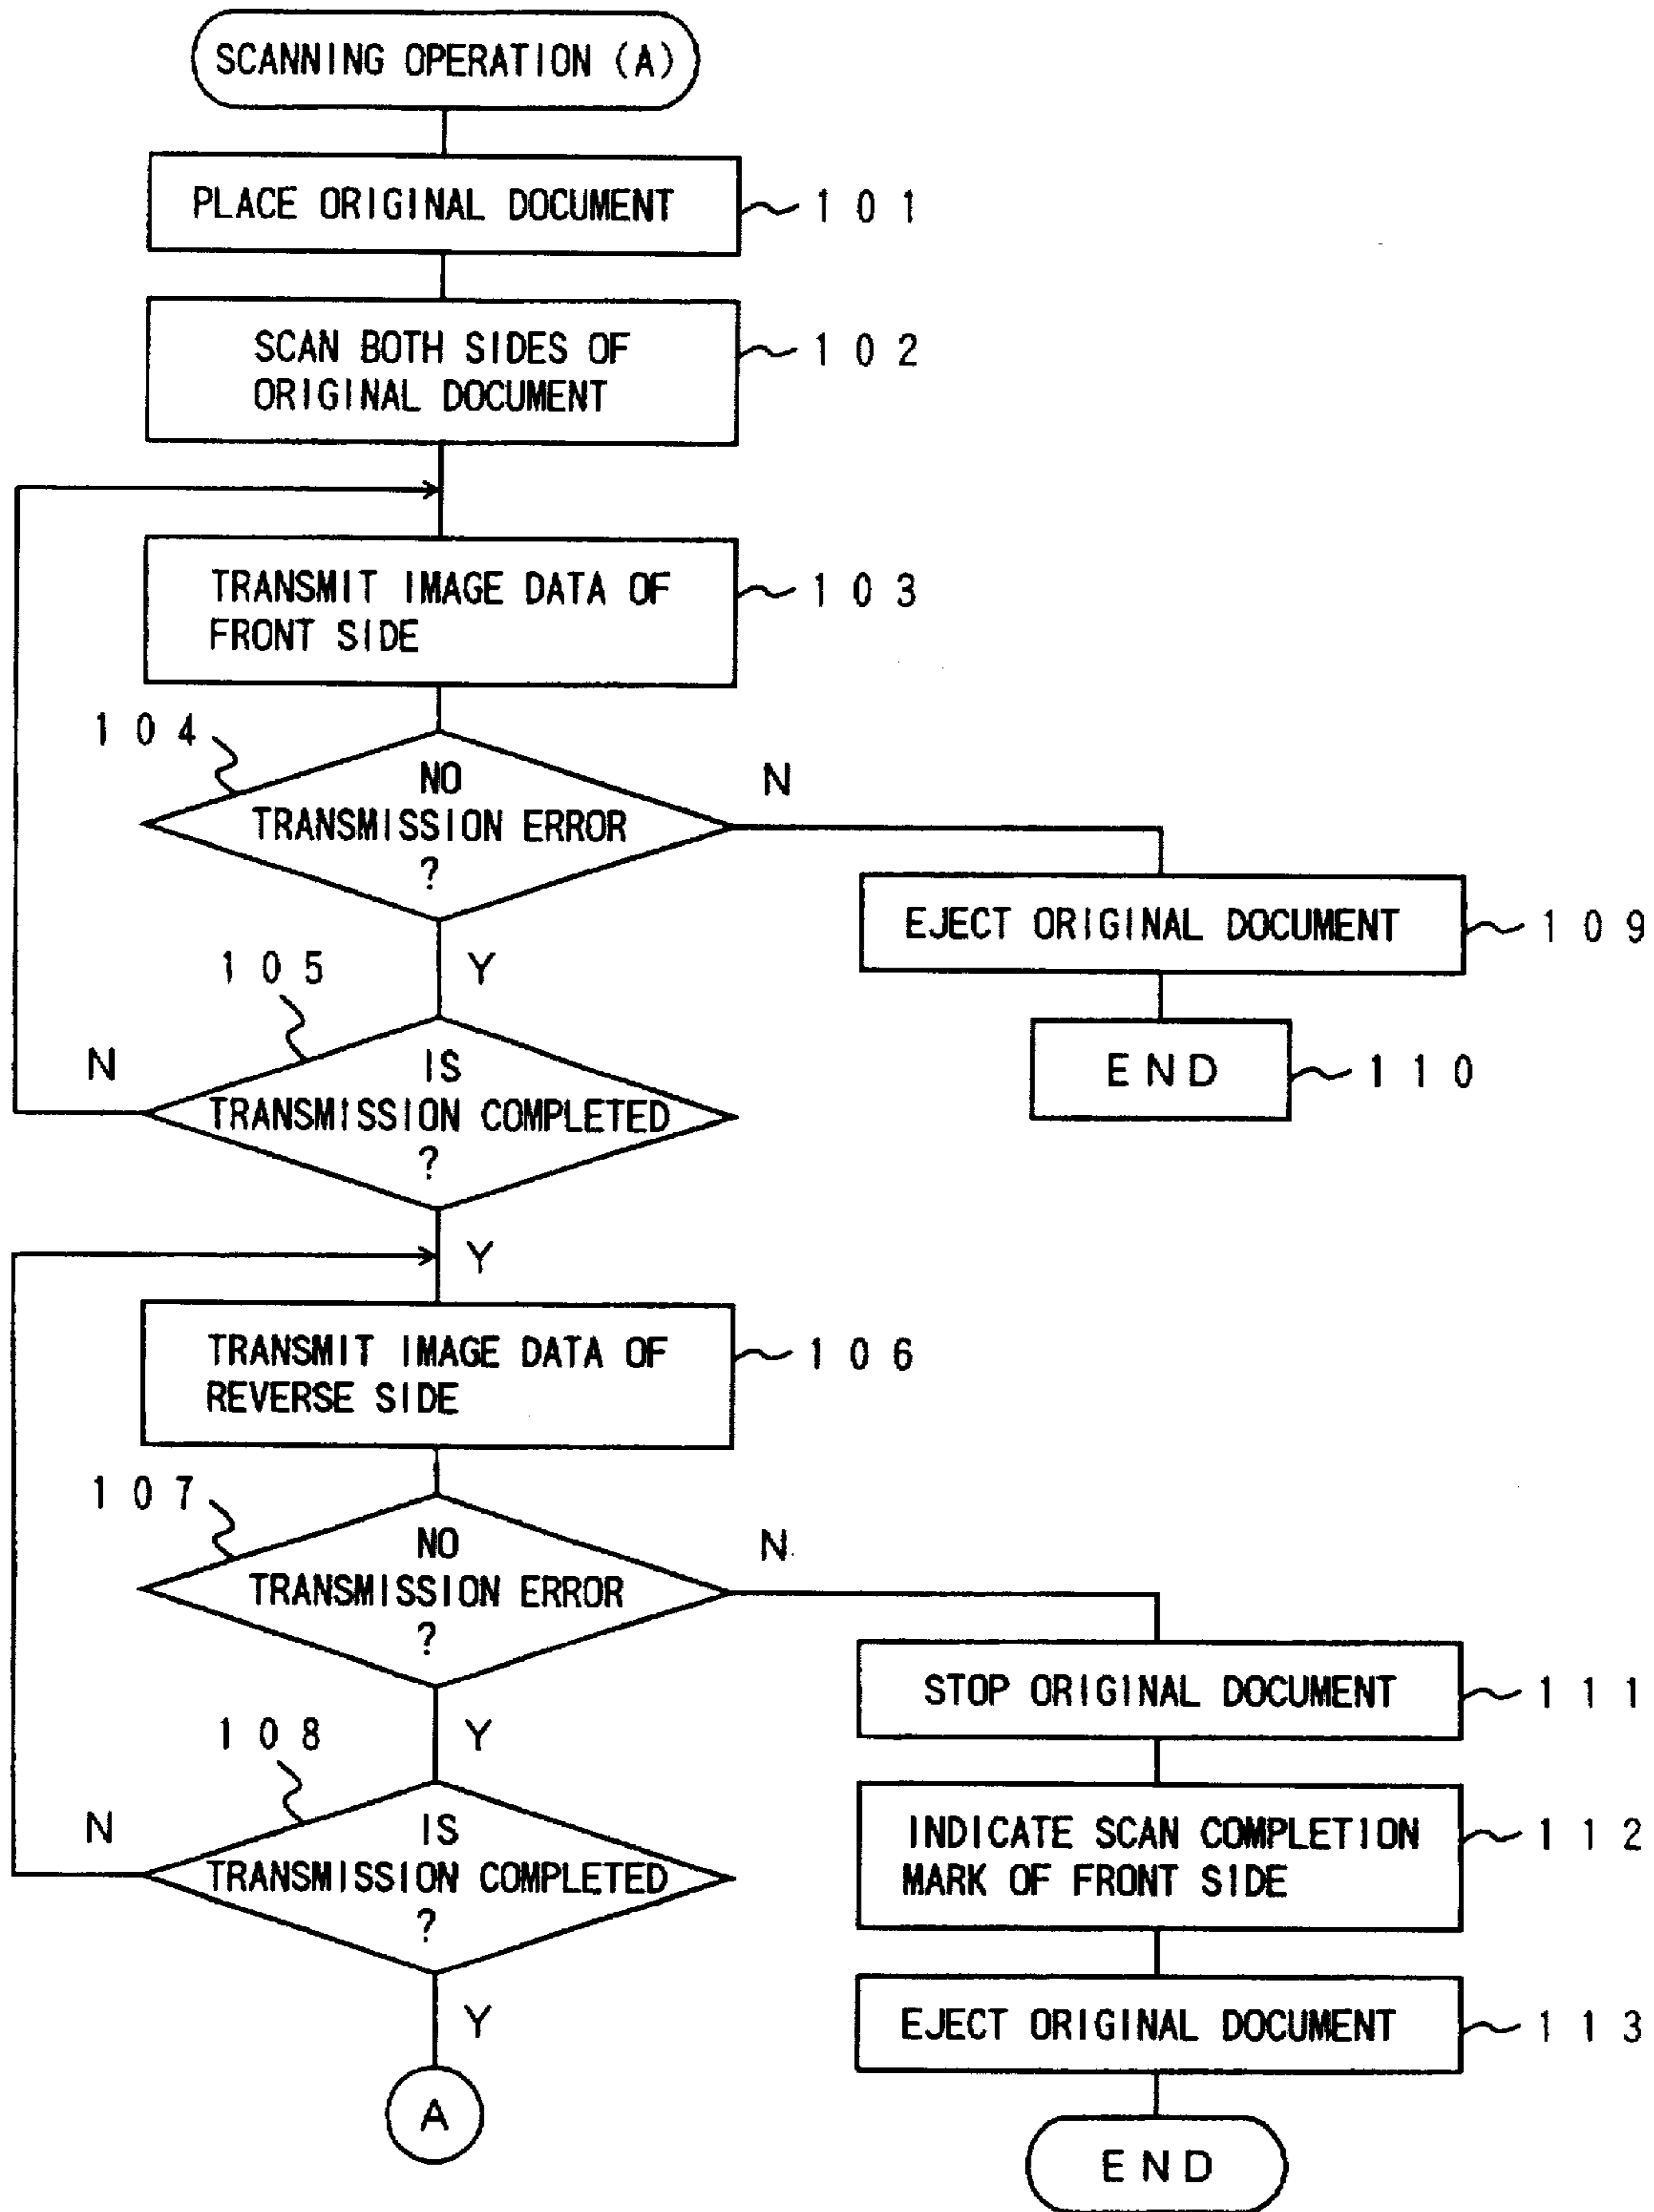 SCANNING OPERATION (A)
PLACE ORIGINAL DOCUMENT
101
SCAN BOTH SIDES OF
ORIGINAL DOCUMENT
102
TRANSMIT IMAGE DATA OF
FRONT SIDE
103
104
NO
TRANSMISSION ERROR
?
N
Y
EJECT ORIGINAL DOCUMENT
109
END
110
105
IS
TRANSMISSION COMPLETED
?
N
Y
TRANSMIT IMAGE DATA OF
REVERSE SIDE
106
107
NO
TRANSMISSION ERROR
?
N
Y
STOP ORIGINAL DOCUMENT
111
108
IS
TRANSMISSION COMPLETED
?
N
Y
INDICATE SCAN COMPLETION
MARK OF FRONT SIDE
112
EJECT ORIGINAL DOCUMENT
113
A
END